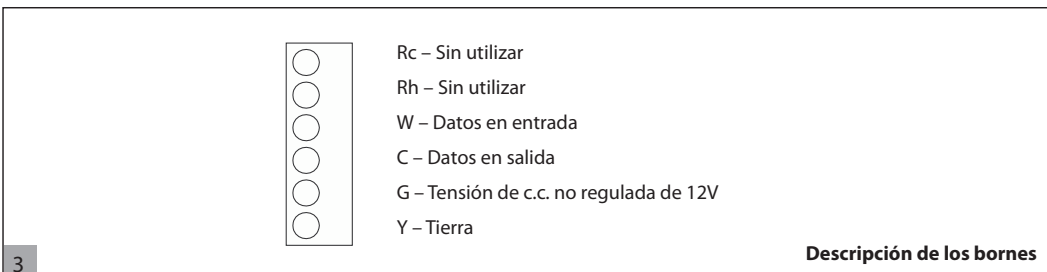 Rc – Sin utilizar
Rh – Sin utilizar
W – Datos en entrada
C – Datos en salida
G – Tensión de c.c. no regulada de 12V
Y – Tierra
Descripción de los bornes
3